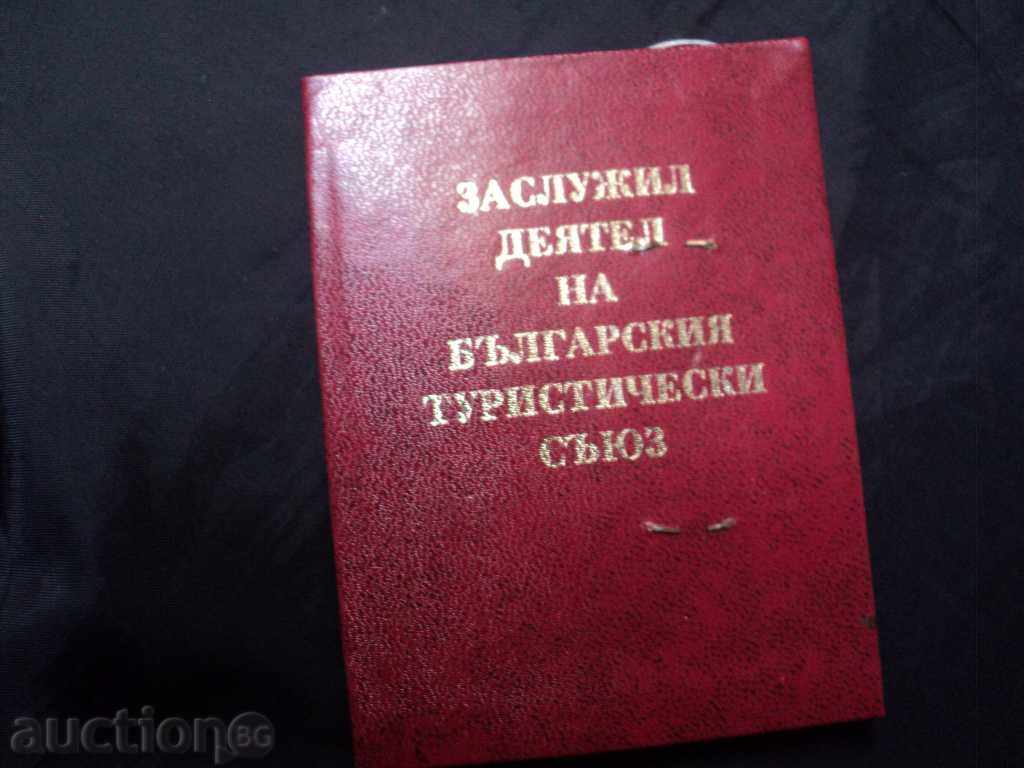 ЗАСЛУЖИЛ
ДЕЯТЕЛ
НА
БЪЛГАРСКИЯ
ТУРИСТИЧЕСКИ
СЪЮЗ
auction BG